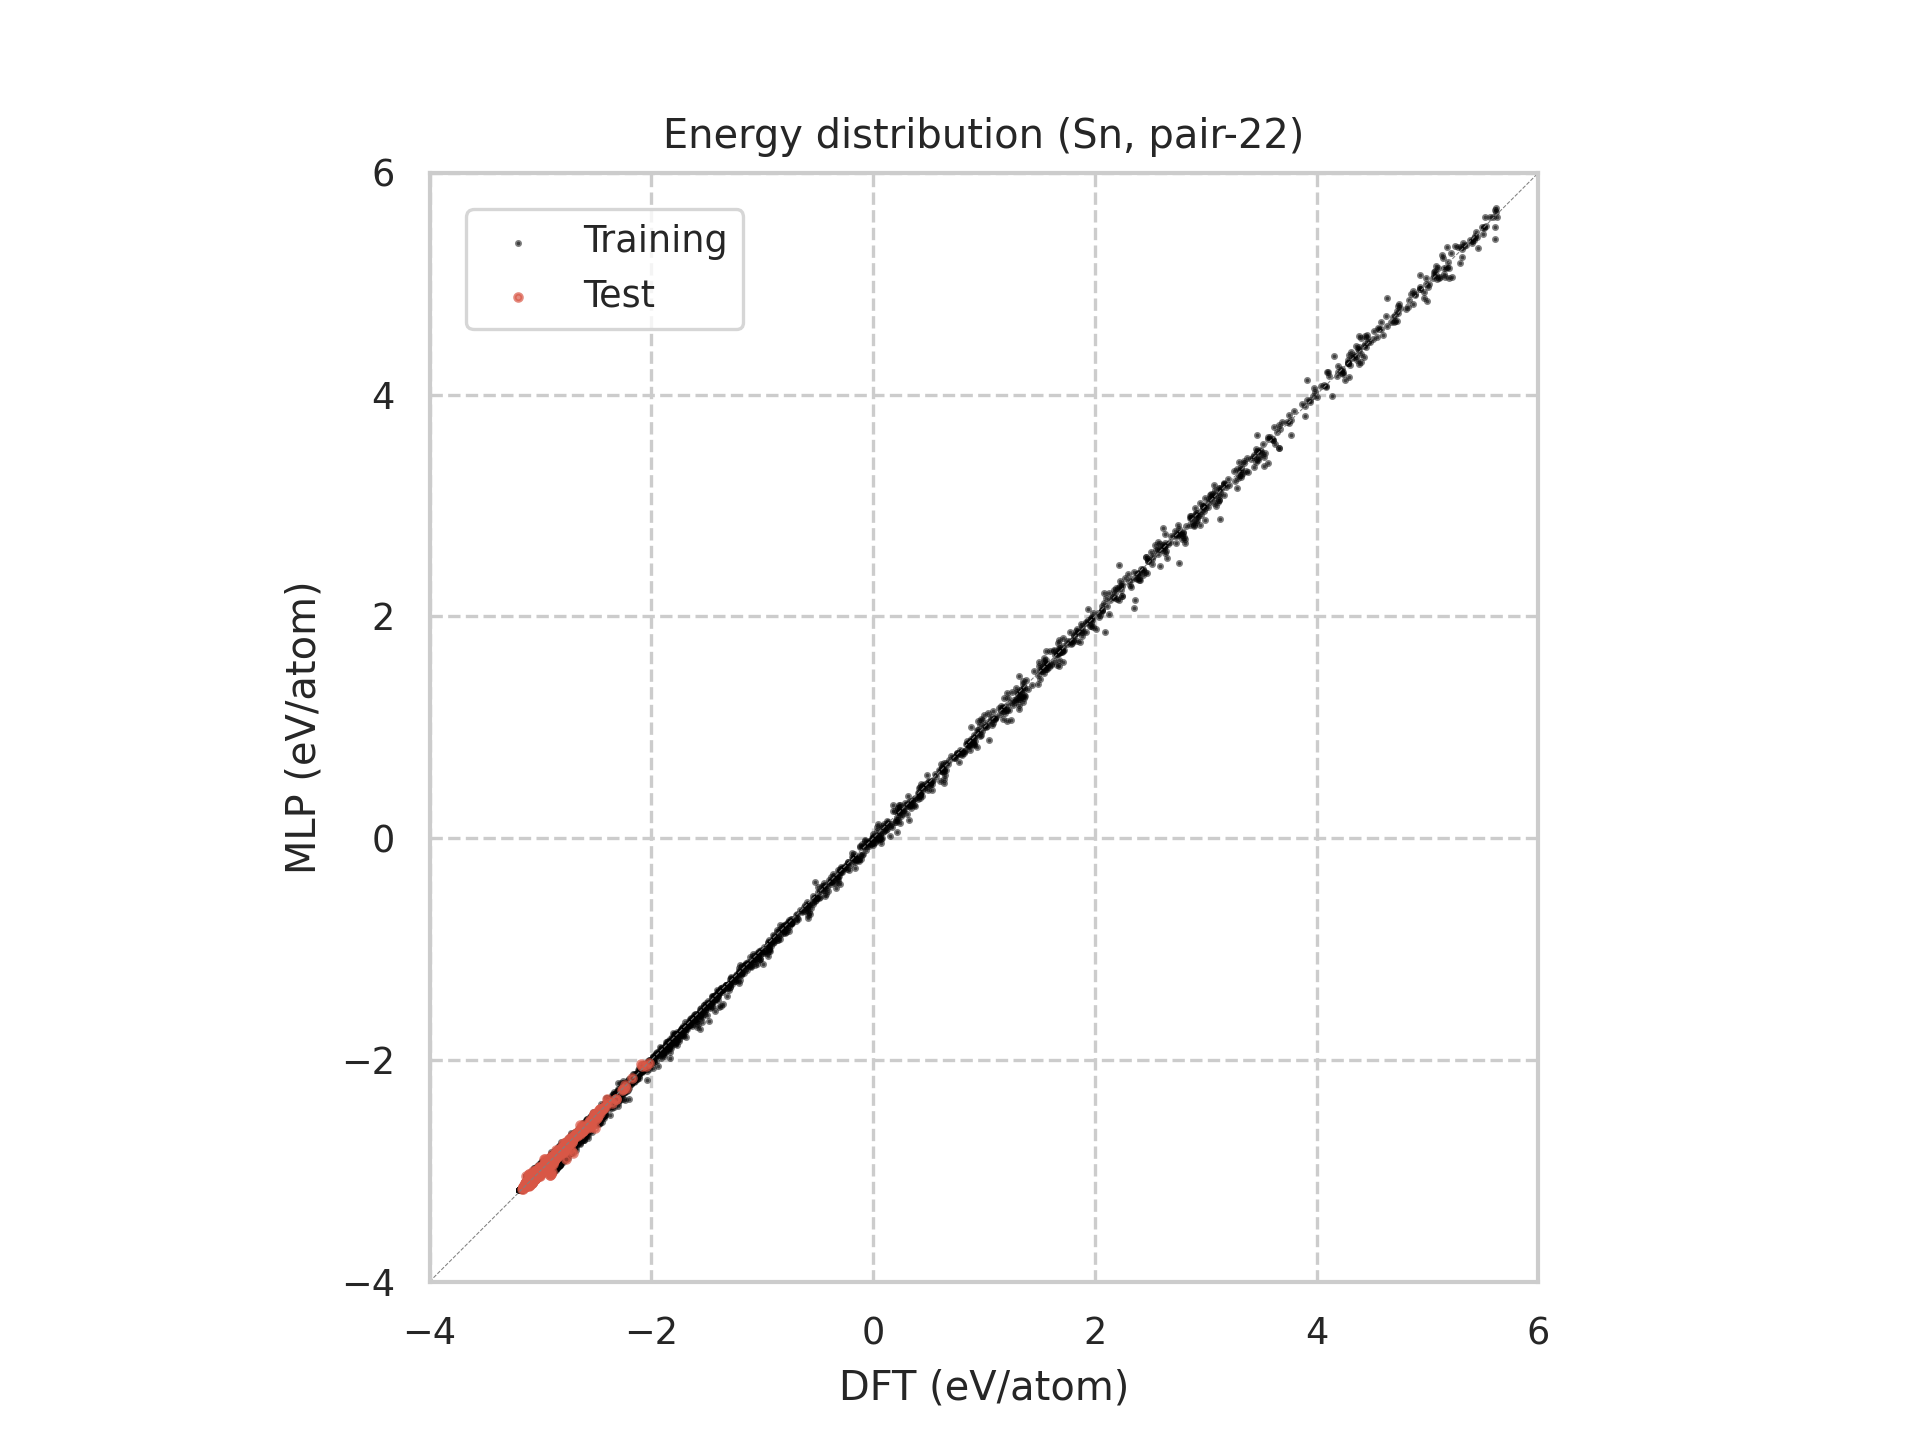 Energy distribution (Sn, pair-22)
6
Training
Test
4
2
0
−2
−4
MLP (eV/atom)
−4 −2 0 2 4 6
DFT (eV/atom)